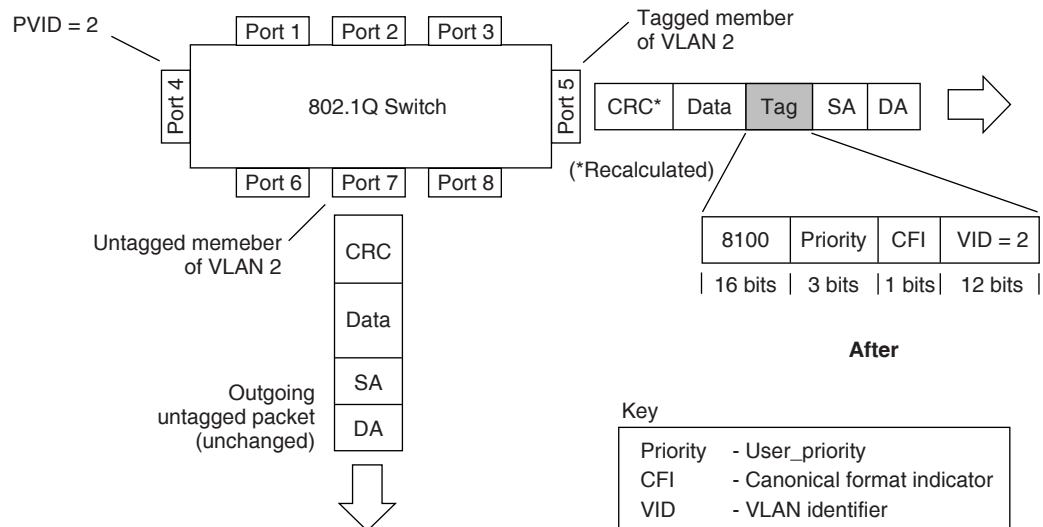 PVID = 2
Port 1
Port 2
Port 3
Tagged member
of VLAN 2
Port 4
802.1Q Switch
Port 5
CRC*
Data
Tag
SA
DA
(*Recalculated)
Port 6
Port 7
Port 8
Untagged memeber
of VLAN 2
CRC
Data
SA
DA
8100
Priority
CFI
VID = 2
16 bits
3 bits
1 bits
12 bits
After
Outgoing
untagged packet
(unchanged)
Key
Priority - User_priority
CFI - Canonical format indicator
VID - VLAN identifier